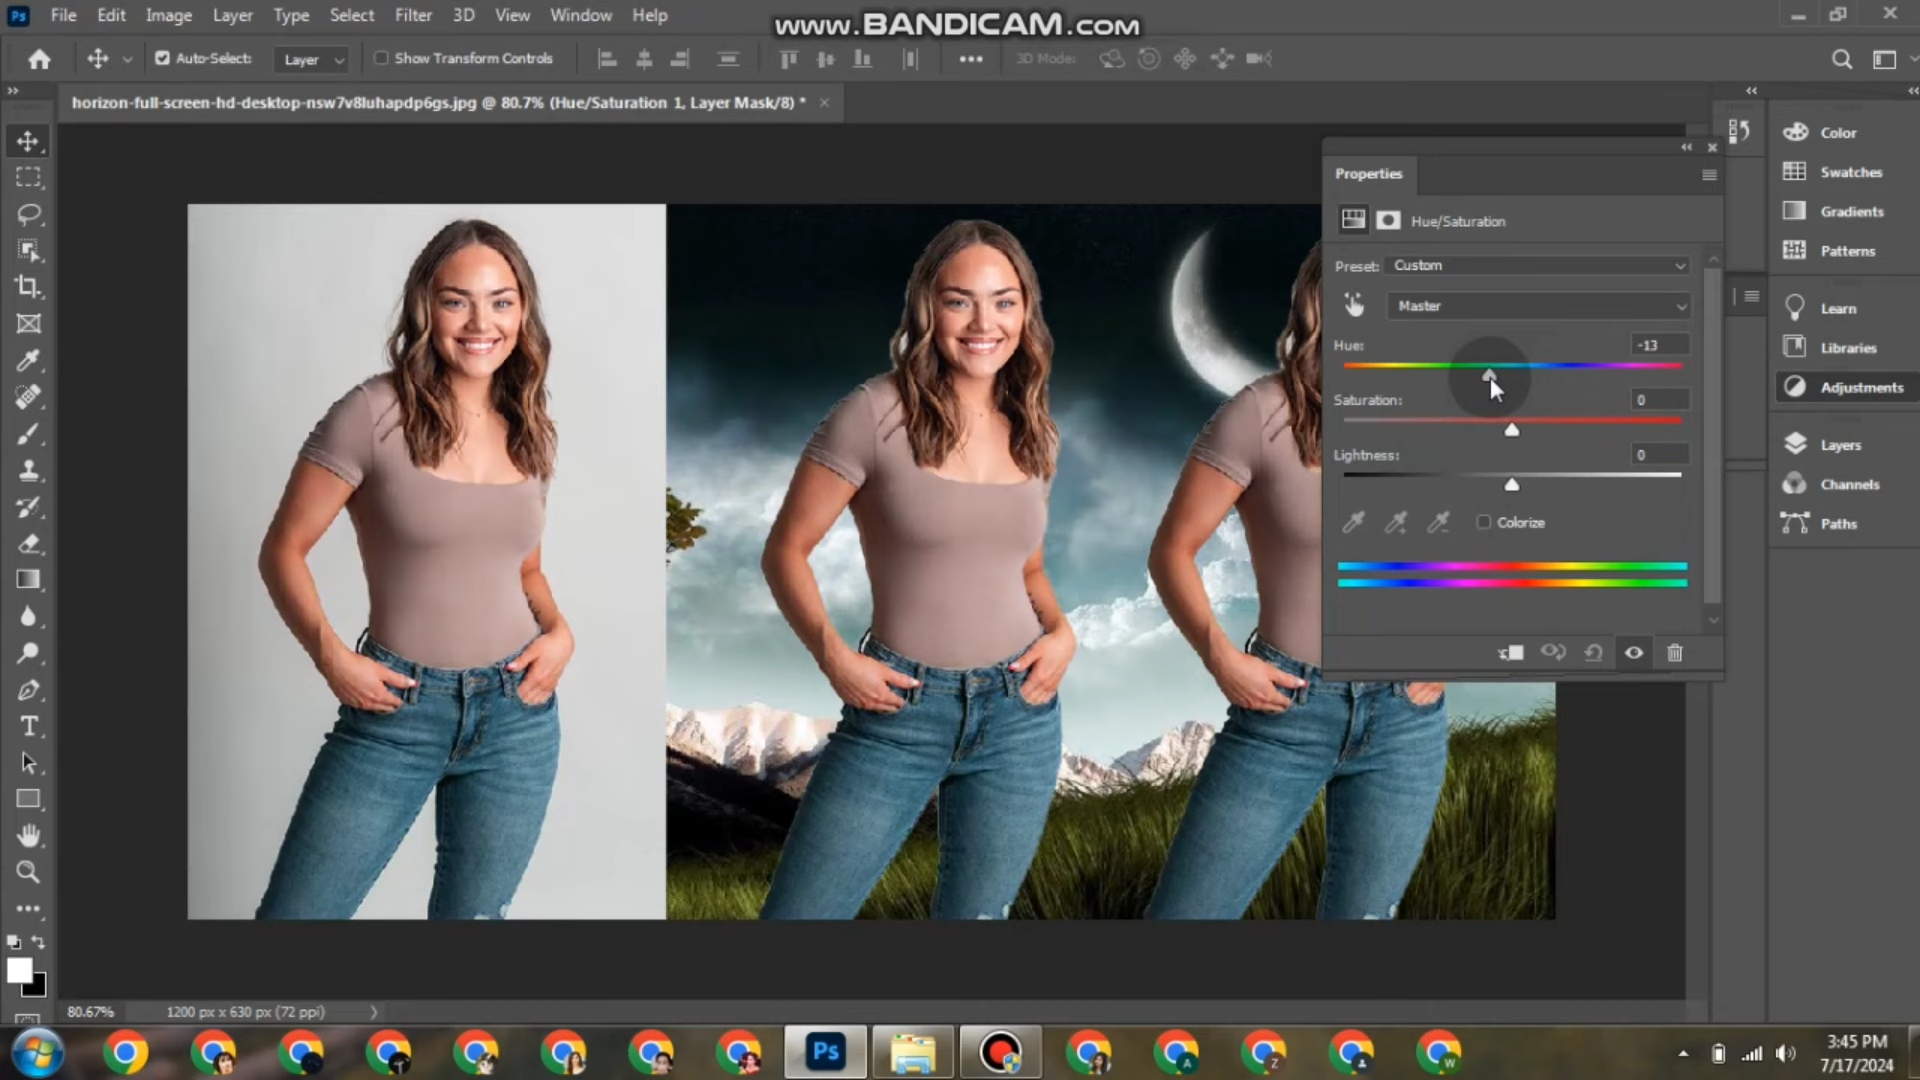 Ps File Edit Image Layer Type Select Filter 3D View Window Help
www.BANDICAM.com
Auto-Select: Layer Show Transform Controls 3D Mode:
horizon-full-screen-hd-desktop-nsw7v8luhapdp6gs.jpg @ 80.7% (Hue/Saturation 1, Layer Mask/8) *
Properties
Hue/Saturation
Preset: Custom
Master
Hue: -13
Saturation: 0
Lightness: 0
Colorize
Color
Swatches
Gradients
Patterns
Learn
Libraries
Adjustments
Layers
Channels
Paths
T
80.67% 1200 px x 630 px (72 ppi)
Ps A Z W
3:45 PM
7/17/2024